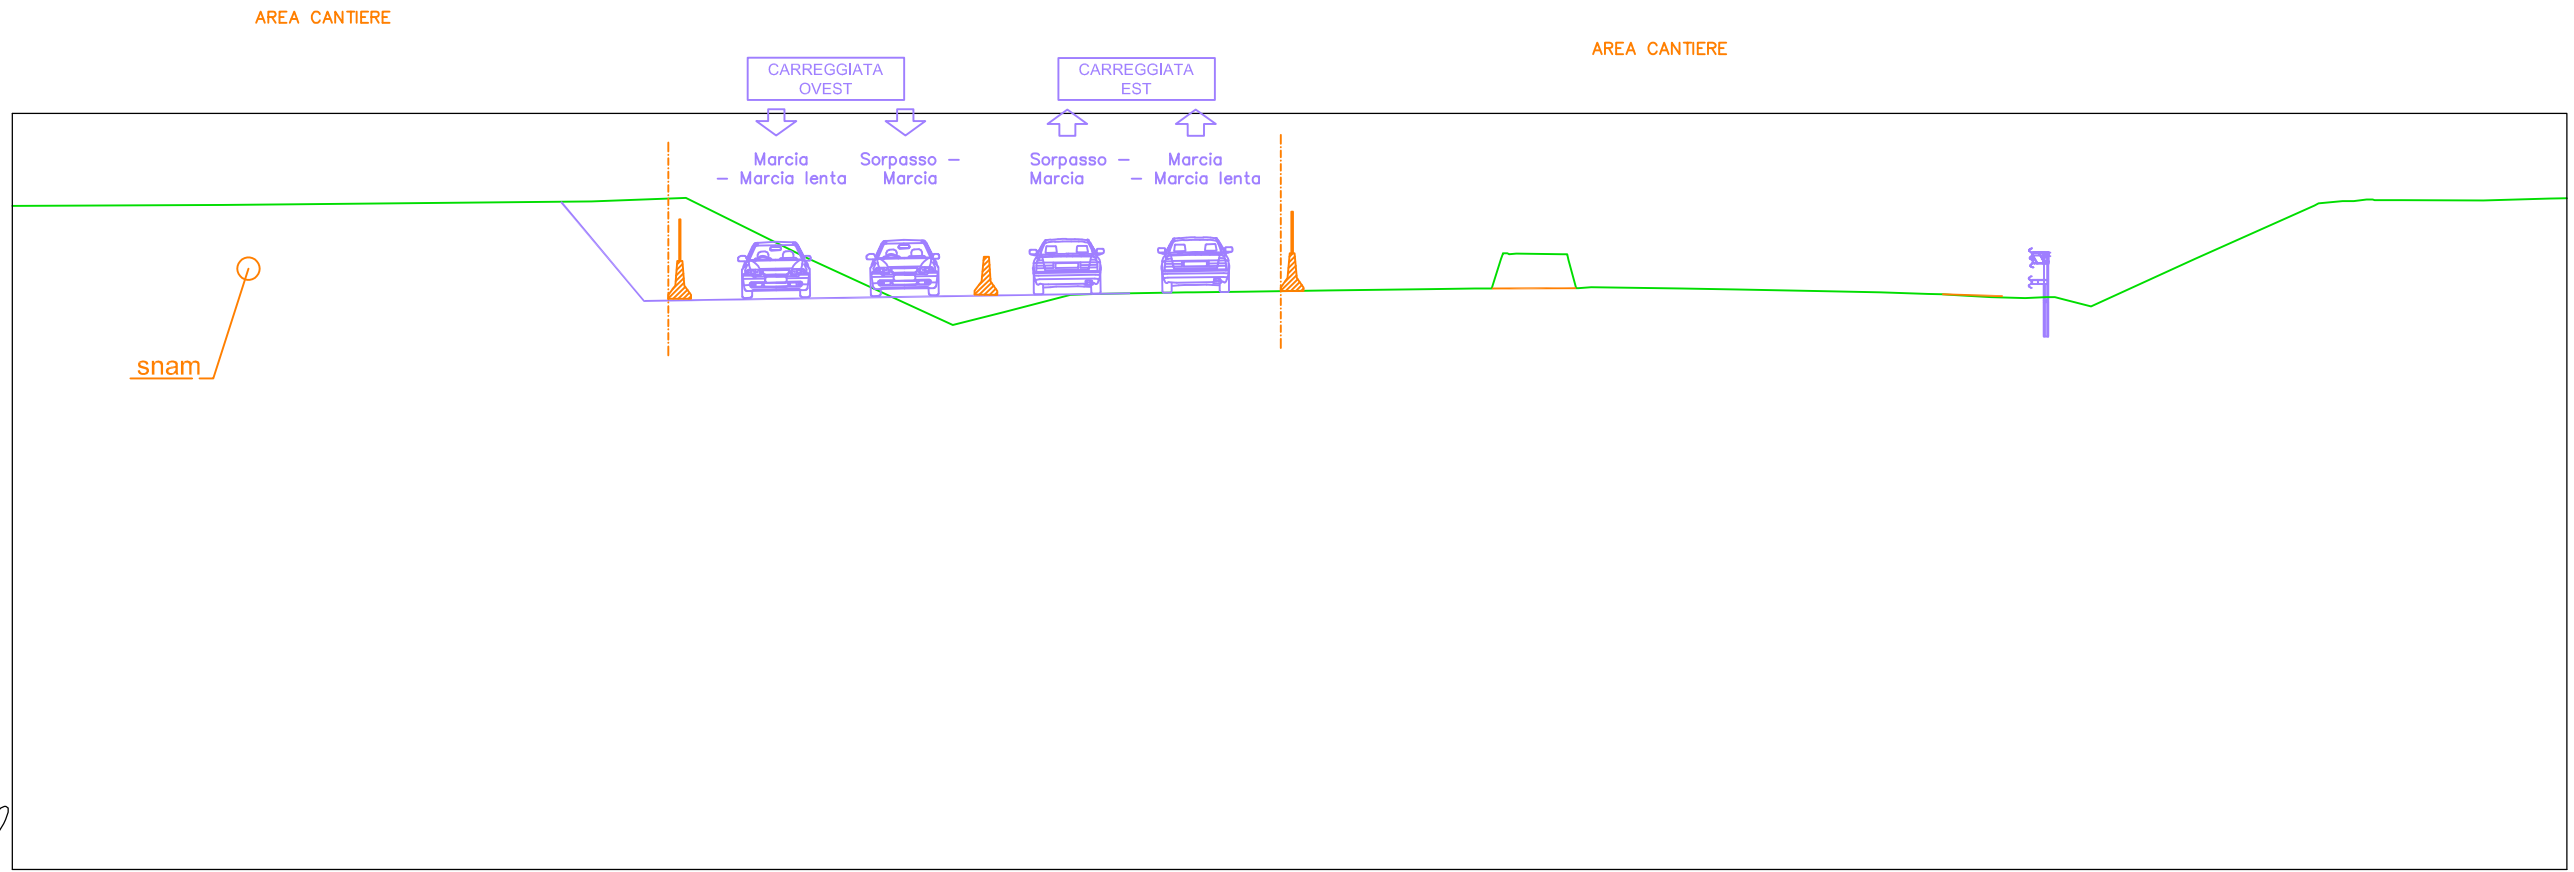 AREA CANTIERE
AREA CANTIERE
CARREGGIATA
OVEST
CARREGGIATA
EST
Marcia
- Marcia lenta
Sorpasso -
Marcia
Sorpasso -
Marcia
Marcia
- Marcia lenta
snam